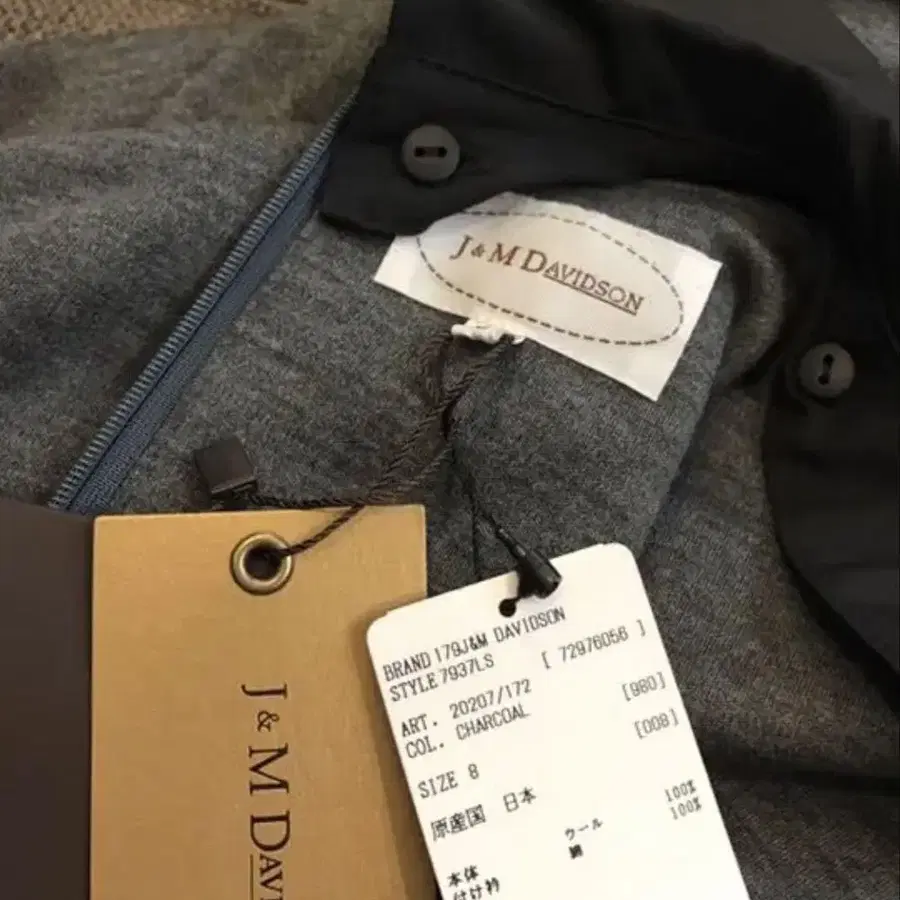 J & M DAVIDSON
J & M DAVI
BRAND 179J&M DAVIDSON
STYLE 7937LS [ 72976056 ]
ART. 20207/172 [980]
COL. CHARCOAL [008]
SIZE 8
原産国 日本
本体 ウール 100%
付け衿 綿 100%